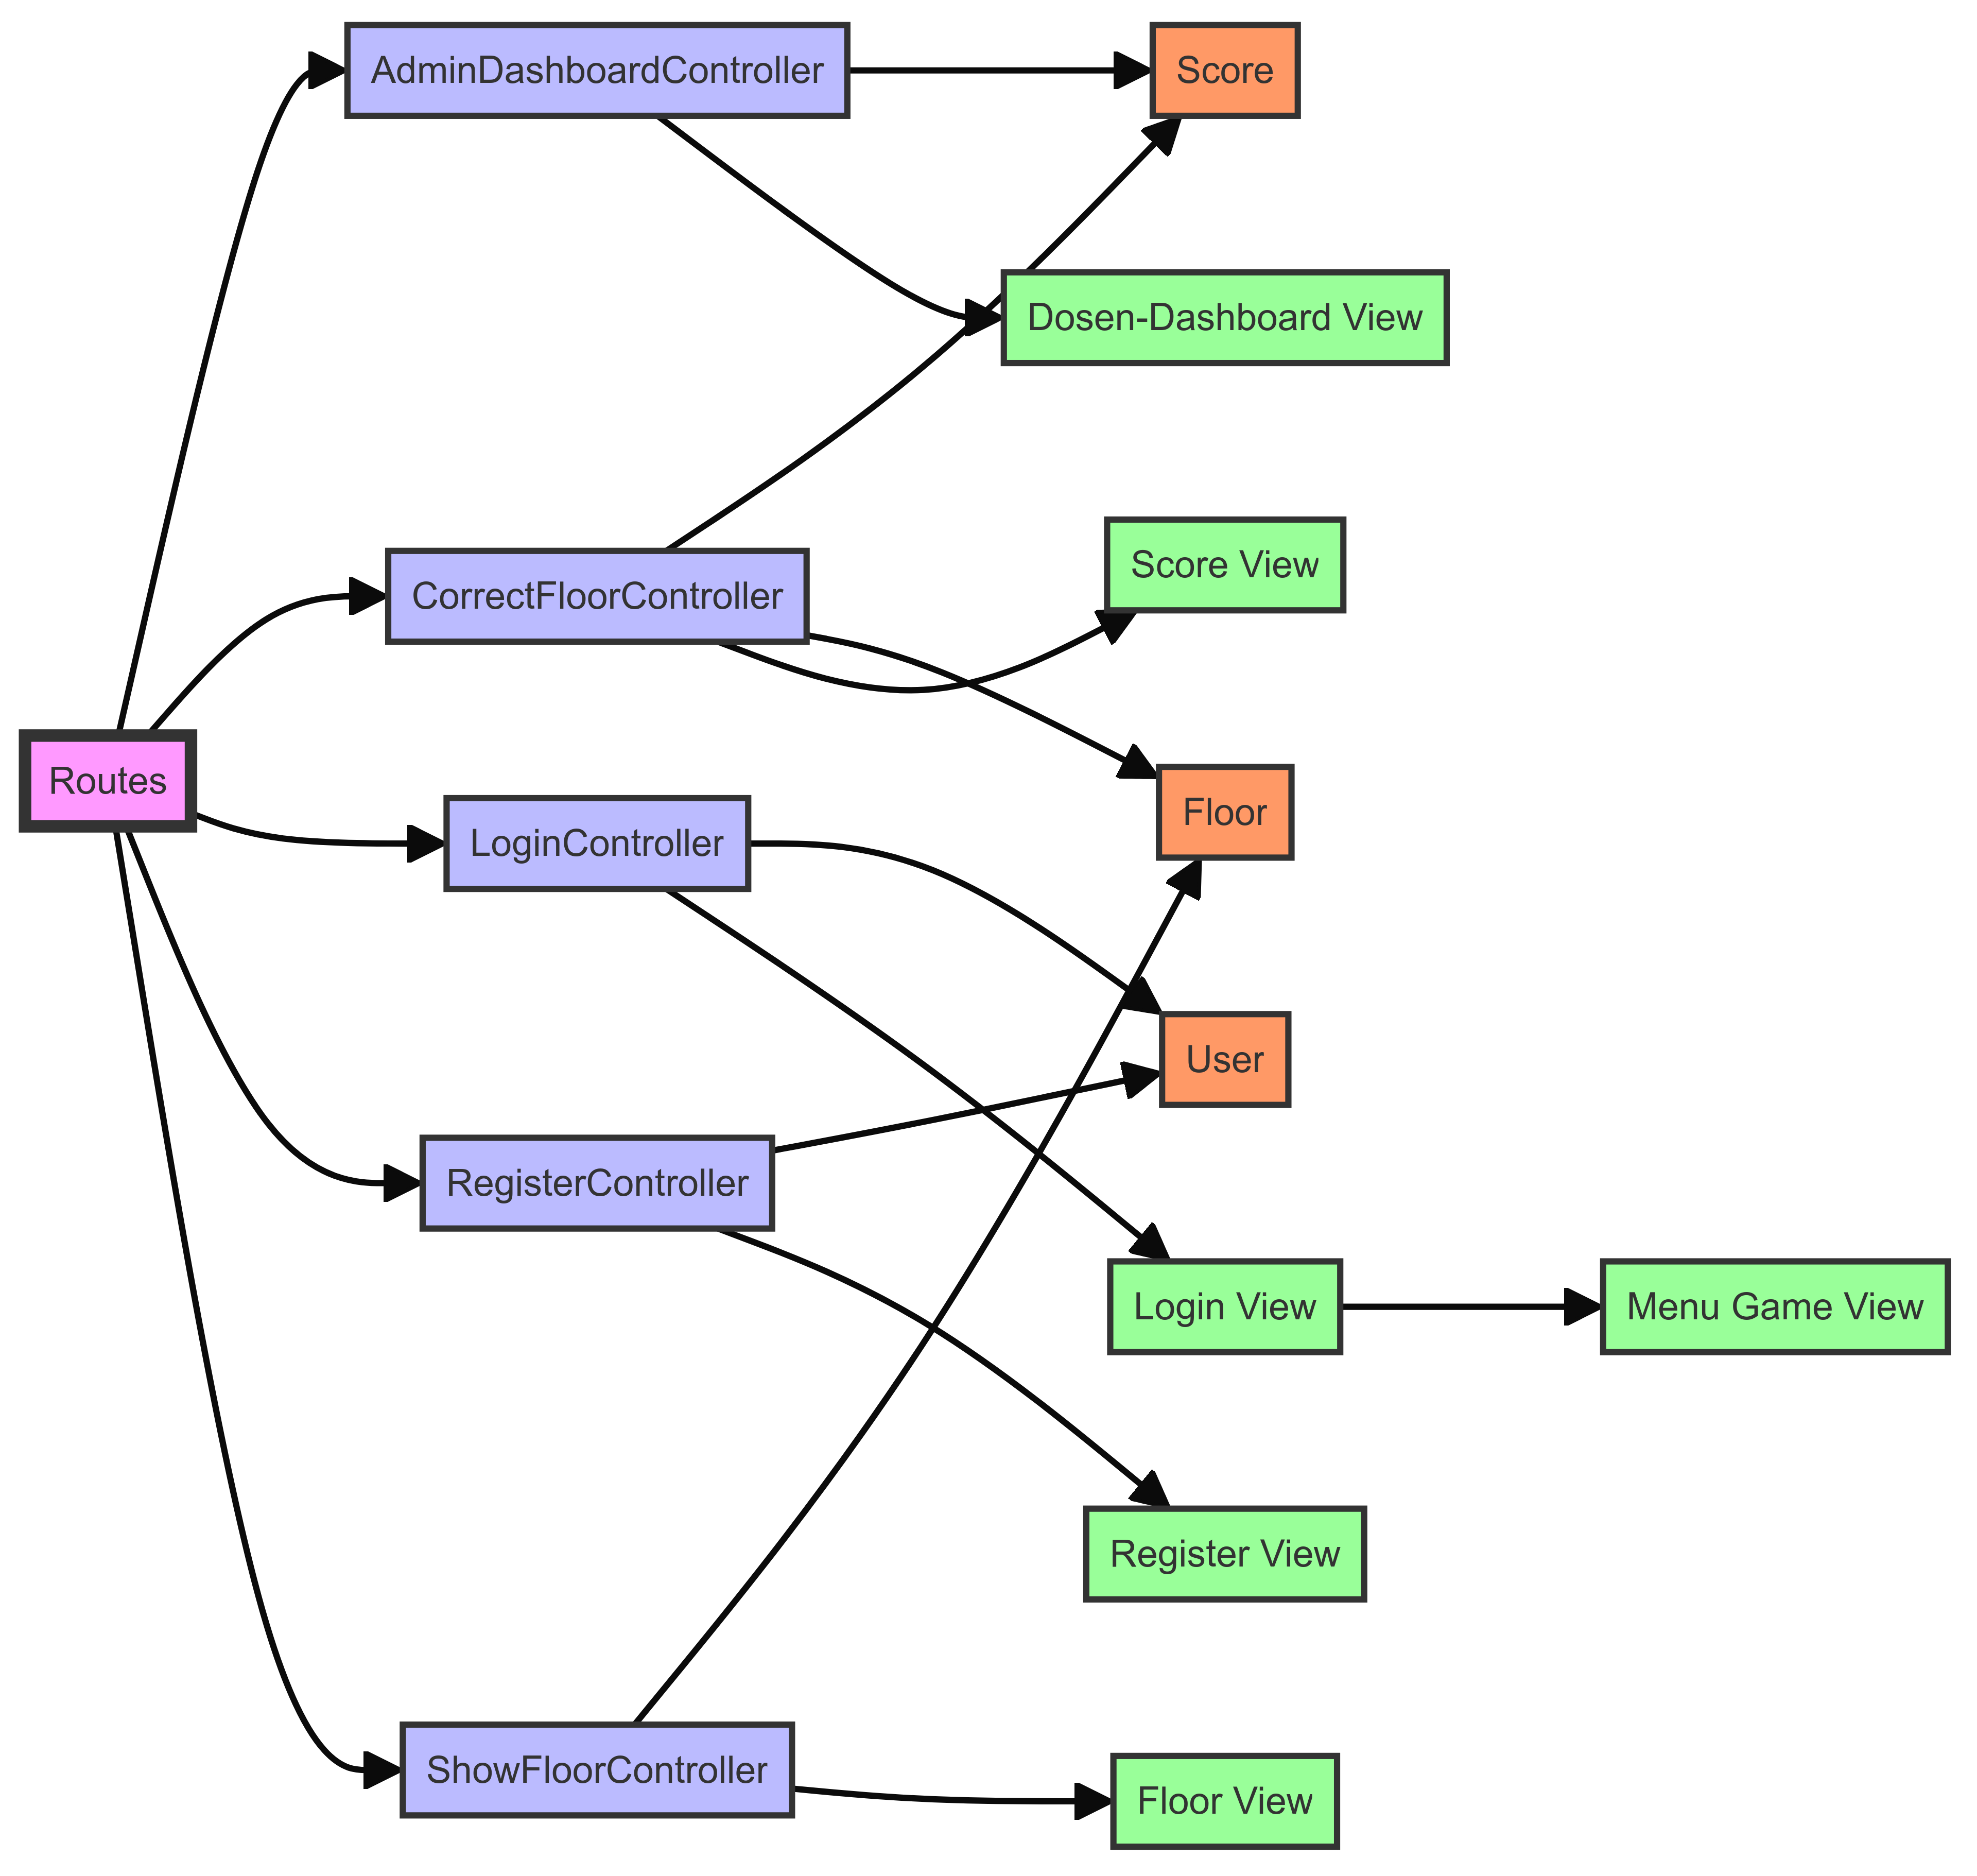 AdminDashboardController
Score
Dosen-Dashboard View
Score View
CorrectFloorController
Routes
Floor
LoginController
User
RegisterController
Login View
Menu Game View
Register View
ShowFloorController
Floor View